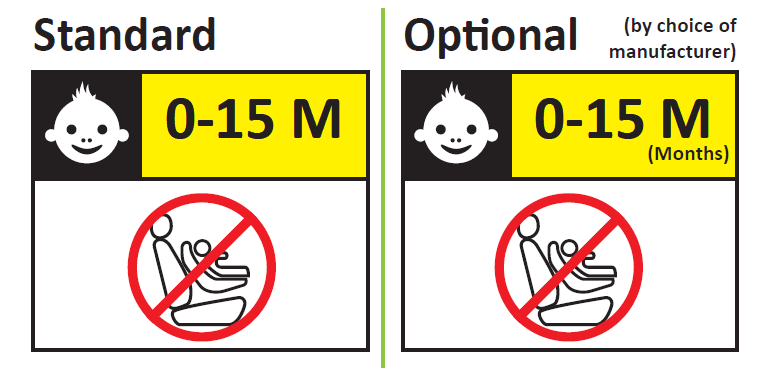 Standard
0-15 M
Optional
(by choice of
manufacturer)
0-15 M
(Months)